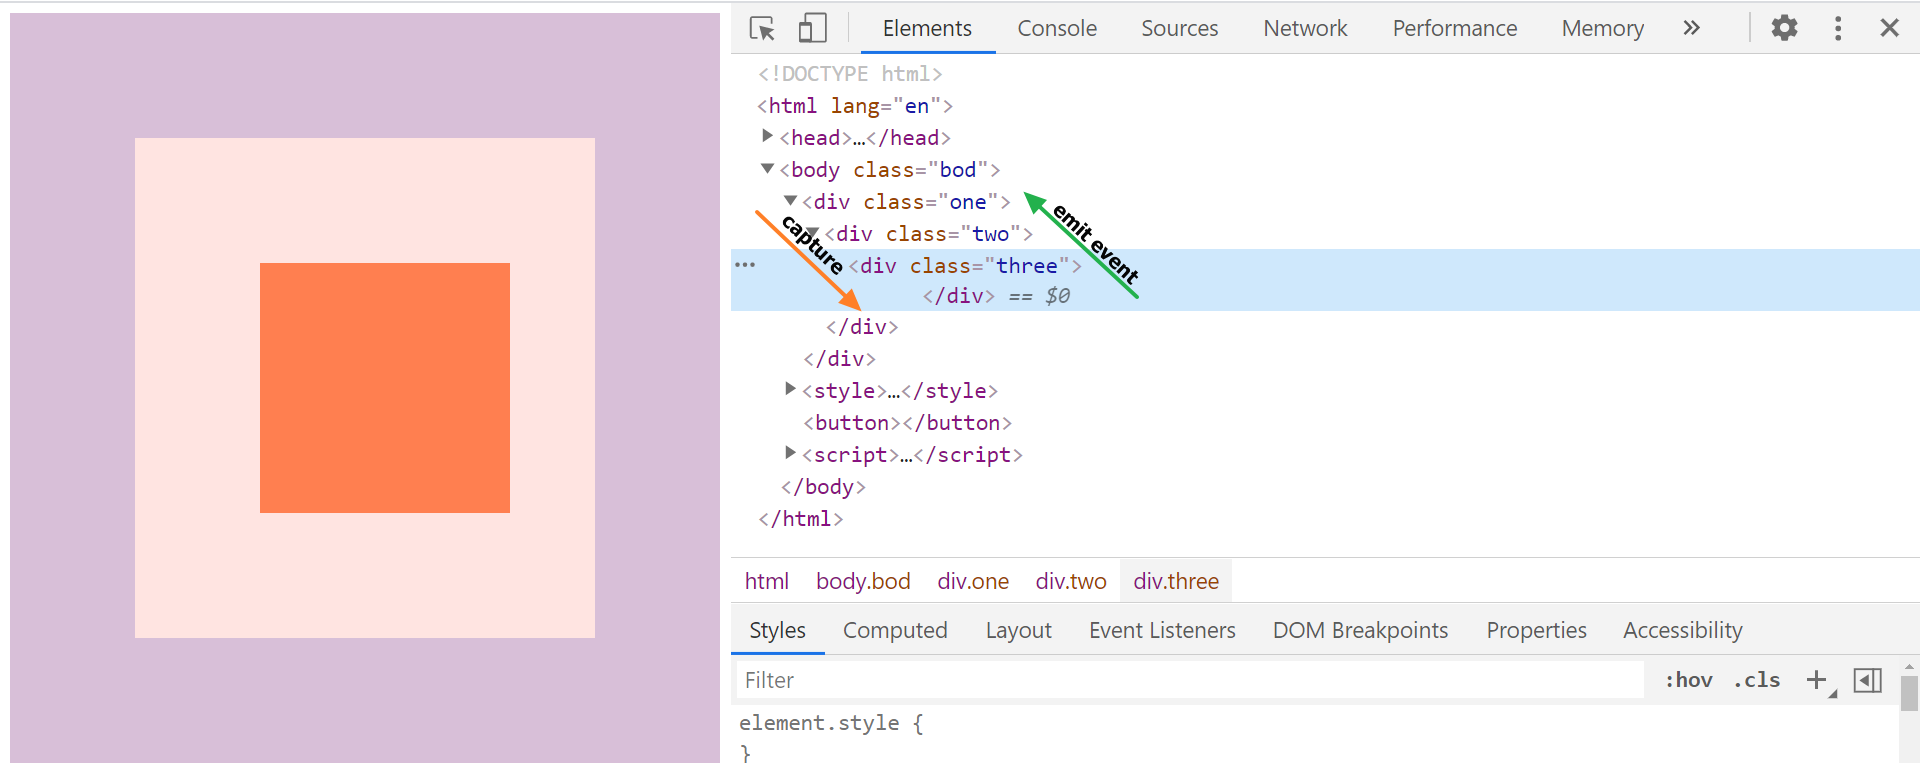 Elements Console Sources Network Performance Memory »
<!DOCTYPE html>
<html lang="en">
<head>…</head>
<body class="bod">
<div class="one">
<div class="two">
capture
emit event
… <div class="three">
</div> == $0
</div>
</div>
<style>…</style>
<button></button>
<script>…</script>
</body>
</html>
html body.bod div.one div.two div.three
Styles Computed Layout Event Listeners DOM Breakpoints Properties Accessibility
Filter :hov .cls +
element.style {
}